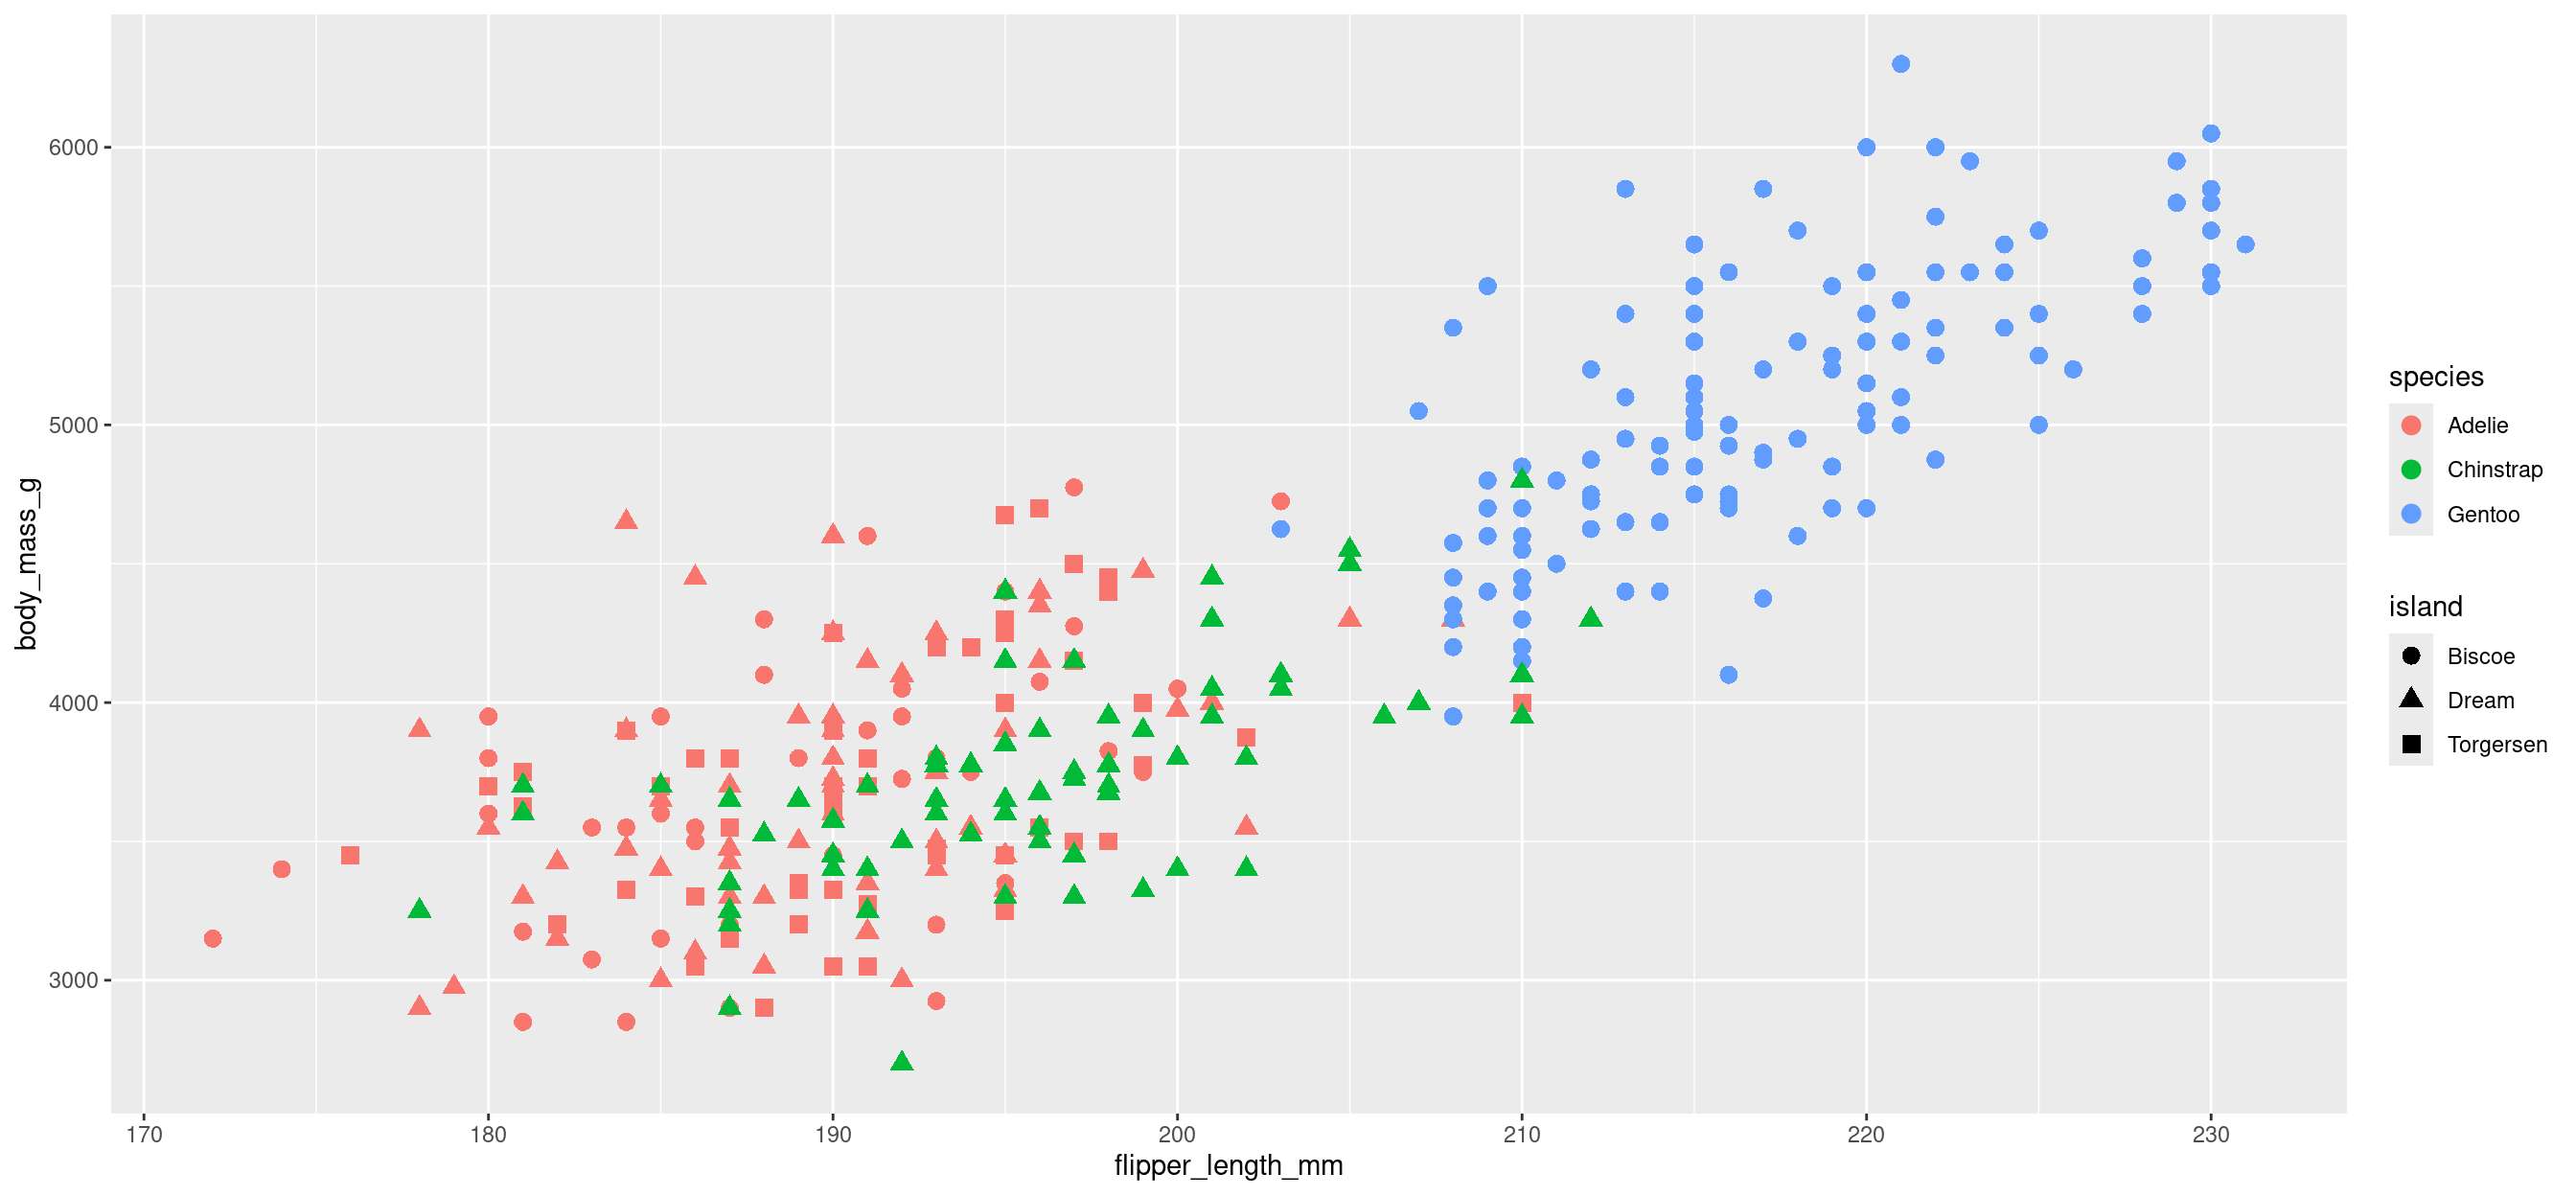 6000
5000
4000
3000
body_mass_g
170 180 190 200 210 220 230
flipper_length_mm
species
Adelie
Chinstrap
Gentoo
island
Biscoe
Dream
Torgersen